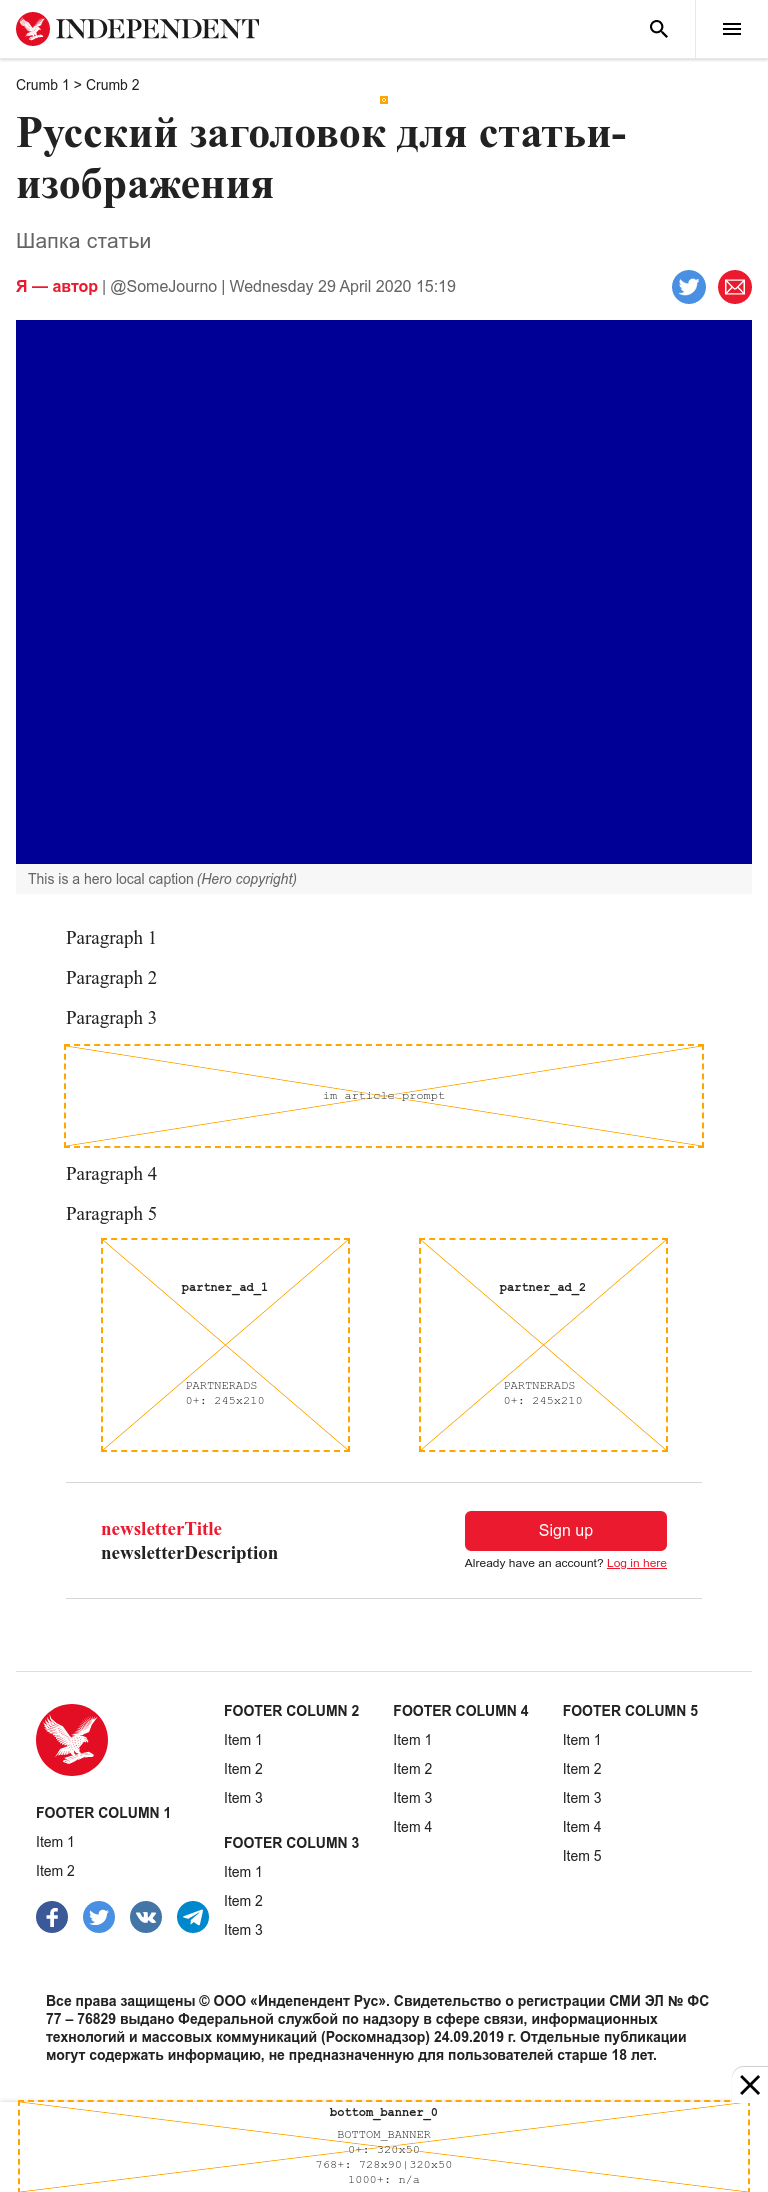 INDEPENDENT
Crumb 1 > Crumb 2
Русский заголовок для статьи-
изображения
Шапка статьи
Я — автор | @SomeJourno | Wednesday 29 April 2020 15:19
This is a hero local caption (Hero copyright)
Paragraph 1
Paragraph 2
Paragraph 3
im article prompt
Paragraph 4
Paragraph 5
partner_ad_1
PARTNERADS
0+: 245x210
partner_ad_2
PARTNERADS
0+: 245x210
newsletterTitle
newsletterDescription
Sign up
Already have an account? Log in here
FOOTER COLUMN 1
Item 1
Item 2
FOOTER COLUMN 2
Item 1
Item 2
Item 3
FOOTER COLUMN 3
Item 1
Item 2
Item 3
FOOTER COLUMN 4
Item 1
Item 2
Item 3
Item 4
FOOTER COLUMN 5
Item 1
Item 2
Item 3
Item 4
Item 5
Все права защищены © ООО «Индепендент Рус». Свидетельство о регистрации СМИ ЭЛ № ФС
77 – 76829 выдано Федеральной службой по надзору в сфере связи, информационных
технологий и массовых коммуникаций (Роскомнадзор) 24.09.2019 г. Отдельные публикации
могут содержать информацию, не предназначенную для пользователей старше 18 лет.
bottom_banner_0
BOTTOM_BANNER
0+: 320x50
768+: 728x90|320x50
1000+: n/a